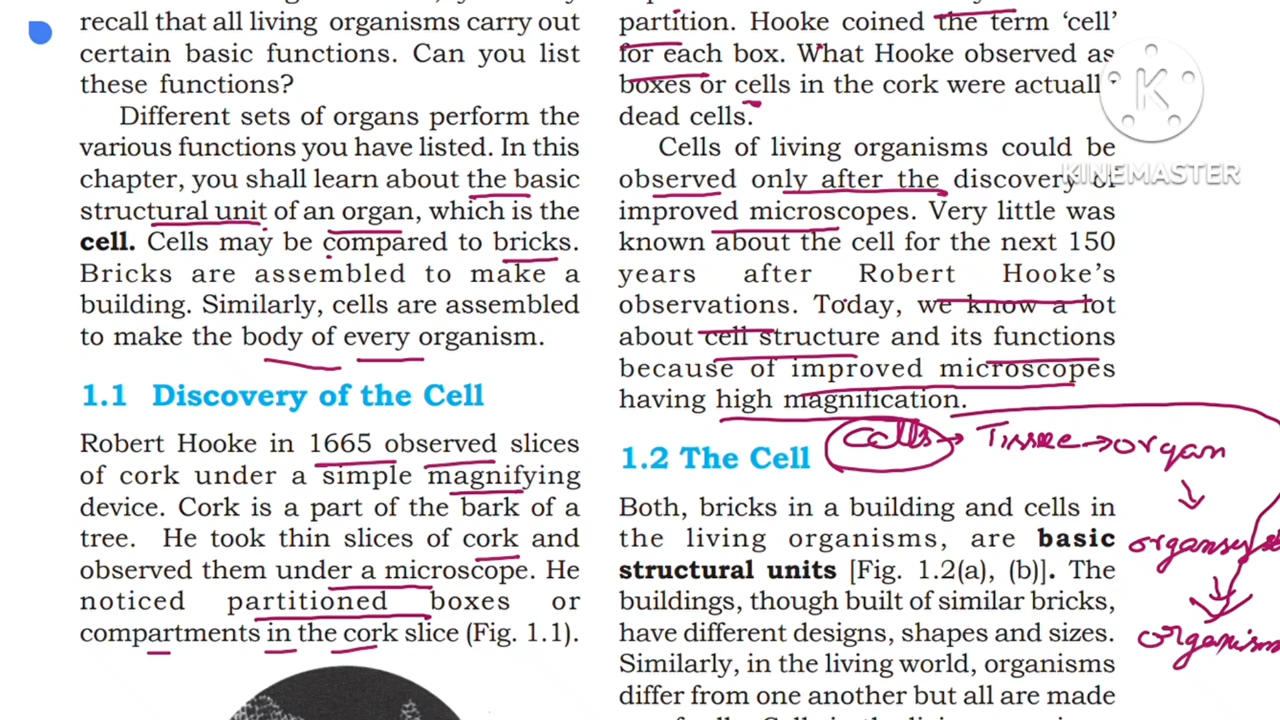 recall that all living organisms carry out
certain basic functions. Can you list
these functions?
Different sets of organs perform the
various functions you have listed. In this
chapter, you shall learn about the basic
structural unit of an organ, which is the
cell. Cells may be compared to bricks.
Bricks are assembled to make a
building. Similarly, cells are assembled
to make the body of every organism.
1.1 Discovery of the Cell
Robert Hooke in 1665 observed slices
of cork under a simple magnifying
device. Cork is a part of the bark of a
tree. He took thin slices of cork and
observed them under a microscope. He
noticed partitioned boxes or
compartments in the cork slice (Fig. 1.1).
partition. Hooke coined the term ‘cell’
for each box. What Hooke observed as
boxes or cells in the cork were actually
dead cells.
Cells of living organisms could be
observed only after the discovery of
improved microscopes. Very little was
known about the cell for the next 150
years after Robert Hooke’s
observations. Today, we know a lot
about cell structure and its functions
because of improved microscopes
having high magnification.
1.2 The Cell
Both, bricks in a building and cells in
the living organisms, are basic
structural units [Fig. 1.2(a), (b)]. The
buildings, though built of similar bricks,
have different designs, shapes and sizes.
Similarly, in the living world, organisms
differ from one another but all are made
Cells → Tissue → organ
organism
K
KINEMASTER